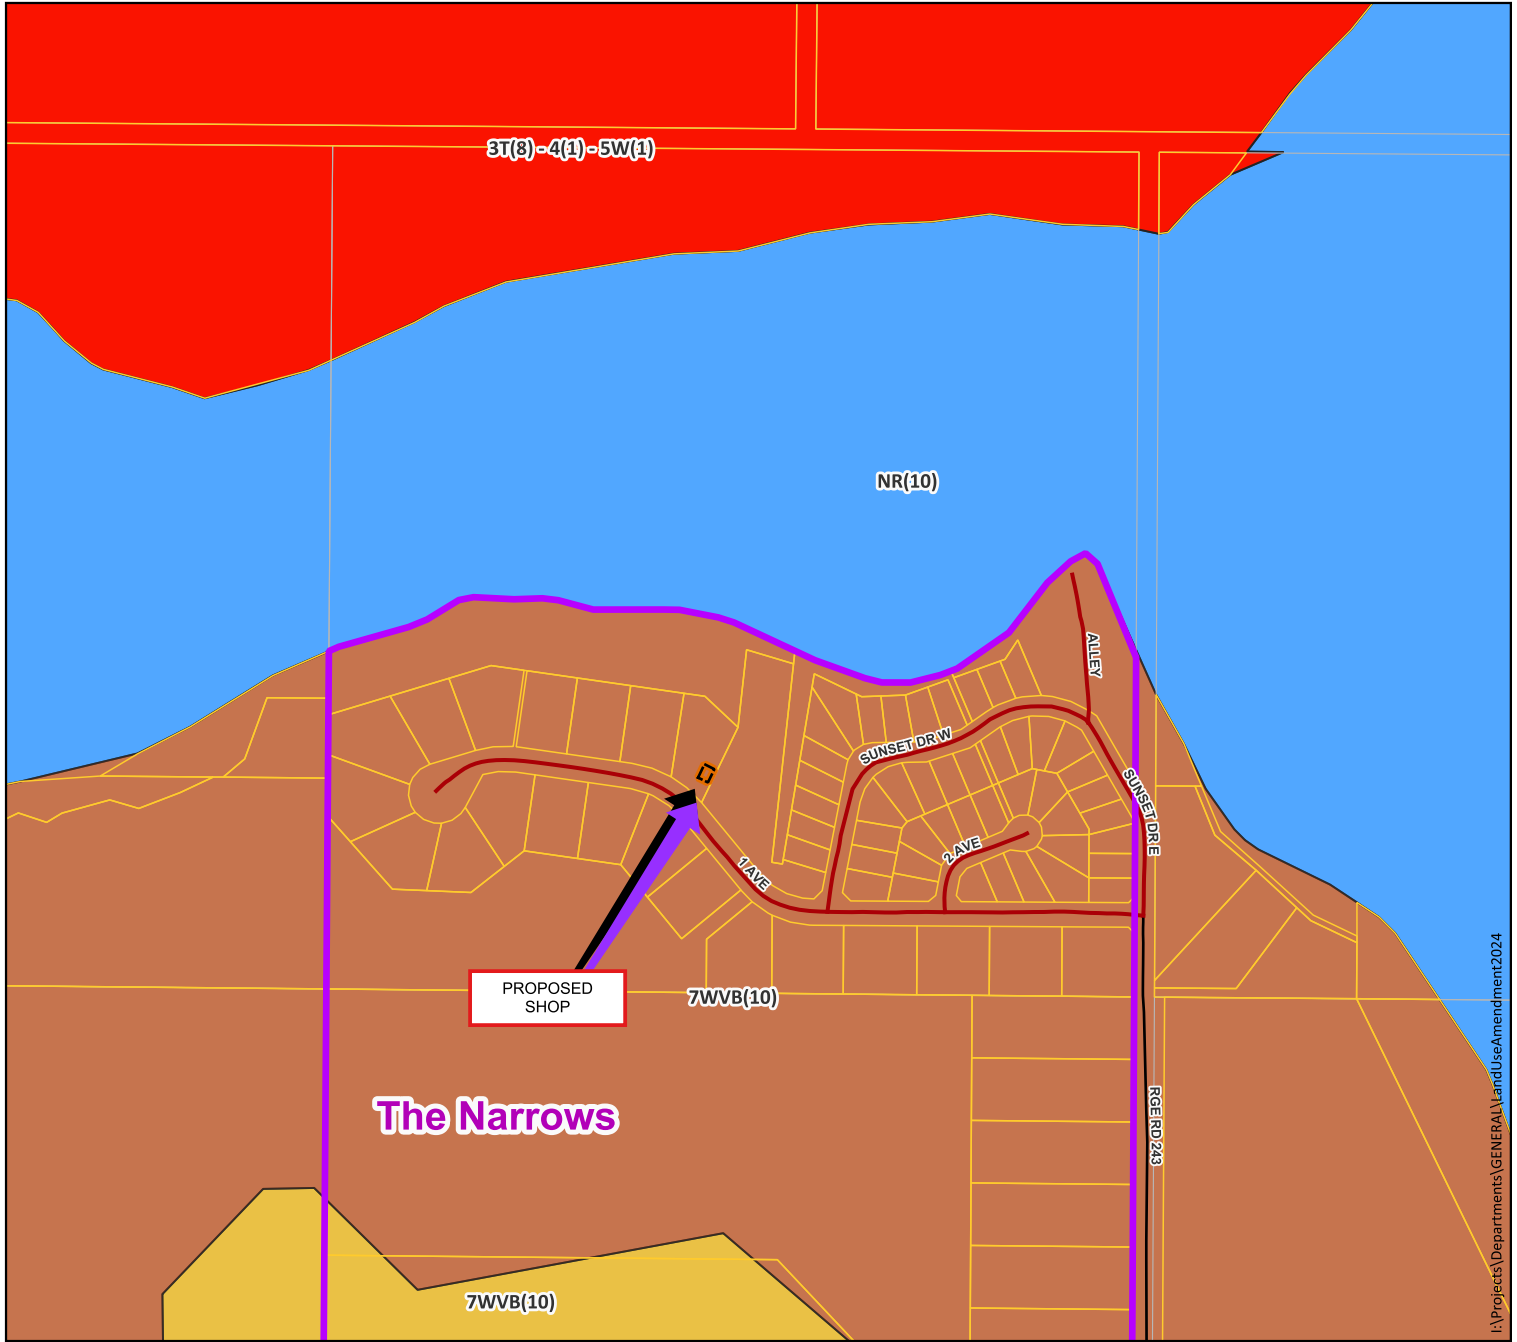 3T(8) - 4(1) - 5W(1)
NR(10)
ALLEY
SUNSET DR W
SUNSET DR E
2 AVE
1 AVE
PROPOSED
SHOP
7WVB(10)
The Narrows
RGE RD 243
7WVB(10)
I:\Projects\Departments\GENERAL\LandUseAmendment2024